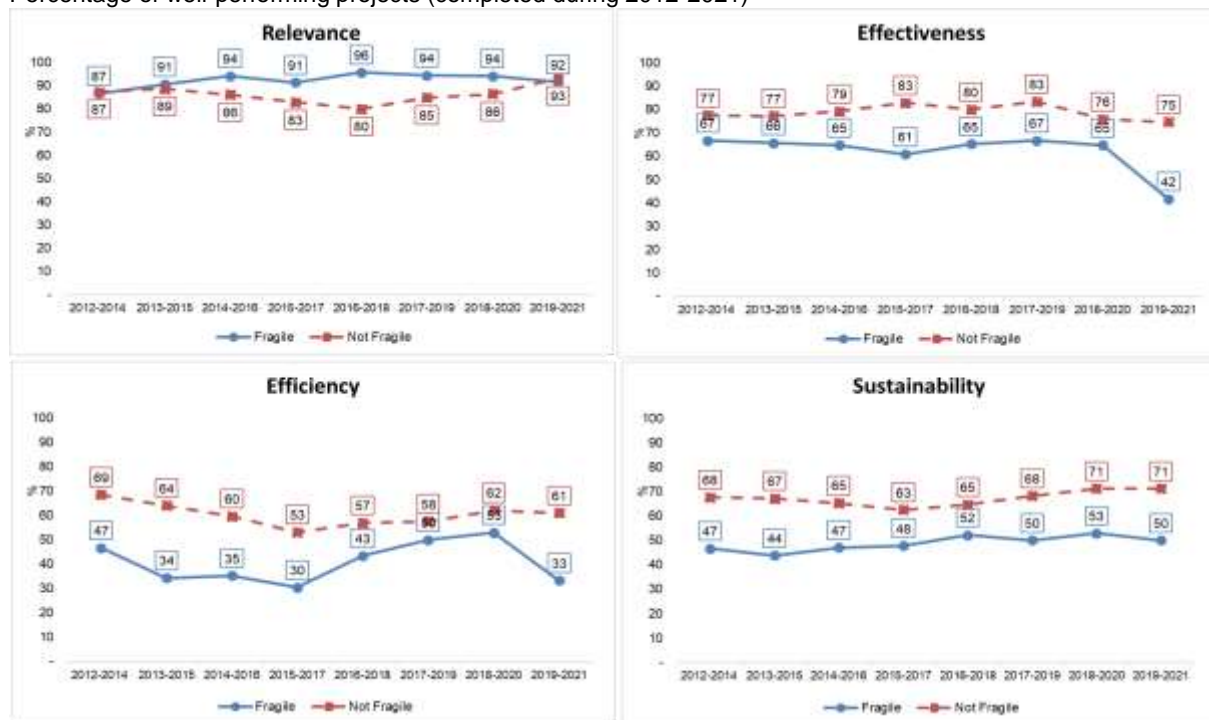 Percentage of well performing projects (completed during 2012-2021)
Relevance
100
90
80
%70
60
50
40
30
20
10
-
87 91 94 91 96 94 94 92
87 89 86 83 80 85 86 93
2012-2014 2013-2015 2014-2016 2015-2017 2016-2018 2017-2019 2018-2020 2019-2021
Fragile Not Fragile
Effectiveness
100
90
80
%70
60
50
40
30
20
10
-
77 77 79 83 80 83 76 75
67 66 65 61 65 67 65 42
2012-2014 2013-2015 2014-2016 2015-2017 2016-2018 2017-2019 2018-2020 2019-2021
Fragile Not Fragile
Efficiency
100
90
80
%70
60
50
40
30
20
10
-
69 64 60 53 57 58 62 61
47 34 35 30 43 50 53 33
2012-2014 2013-2015 2014-2016 2015-2017 2016-2018 2017-2019 2018-2020 2019-2021
Fragile Not Fragile
Sustainability
100
90
80
%70
60
50
40
30
20
10
-
68 67 65 63 65 68 71 71
47 44 47 48 52 50 53 50
2012-2014 2013-2015 2014-2016 2015-2017 2016-2018 2017-2019 2018-2020 2019-2021
Fragile Not Fragile